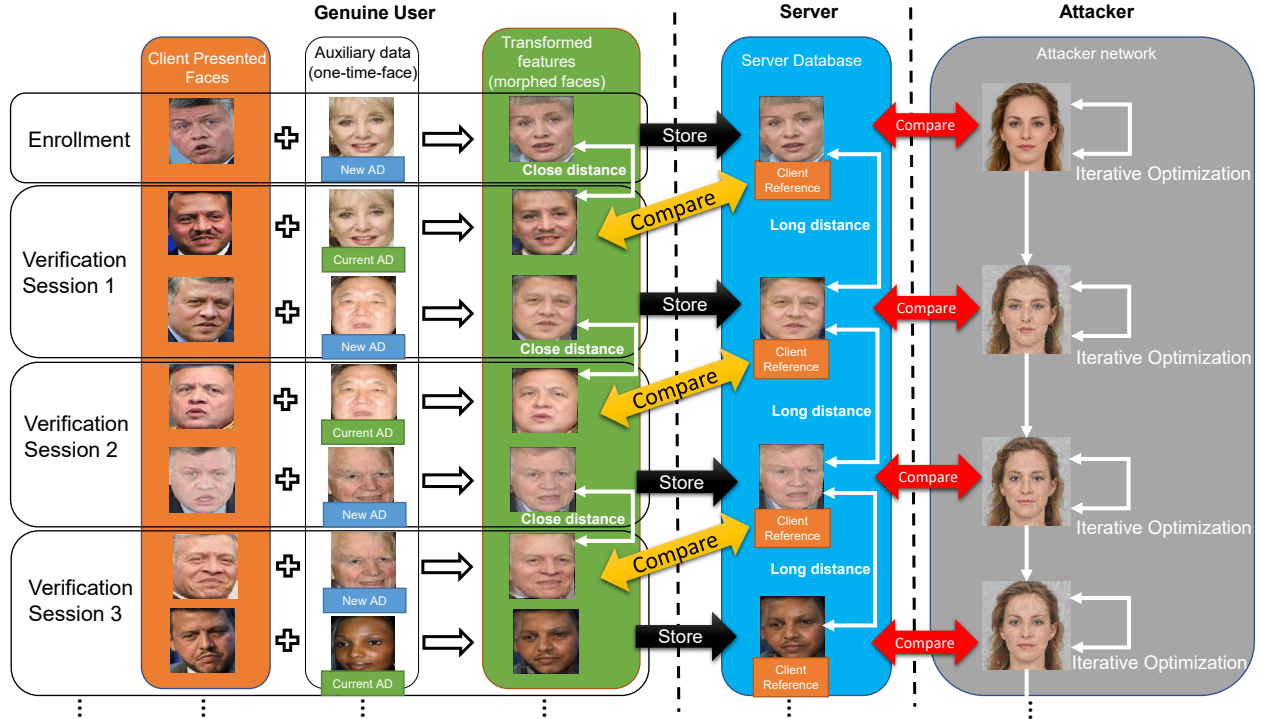 Genuine User
Server
Attacker
Client Presented
Faces
Auxiliary data
(one-time-face)
Transformed
features
(morphed faces)
Server Database
Attacker network
Enrollment
New AD
Close distance
Store
Client
Reference
Compare
Iterative Optimization
Verification
Session 1
Current AD
Compare
Long distance
New AD
Close distance
Store
Client
Reference
Compare
Iterative Optimization
Verification
Session 2
Current AD
Compare
Long distance
New AD
Close distance
Store
Client
Reference
Compare
Iterative Optimization
Verification
Session 3
New AD
Compare
Long distance
Current AD
Store
Client
Reference
Compare
Iterative Optimization